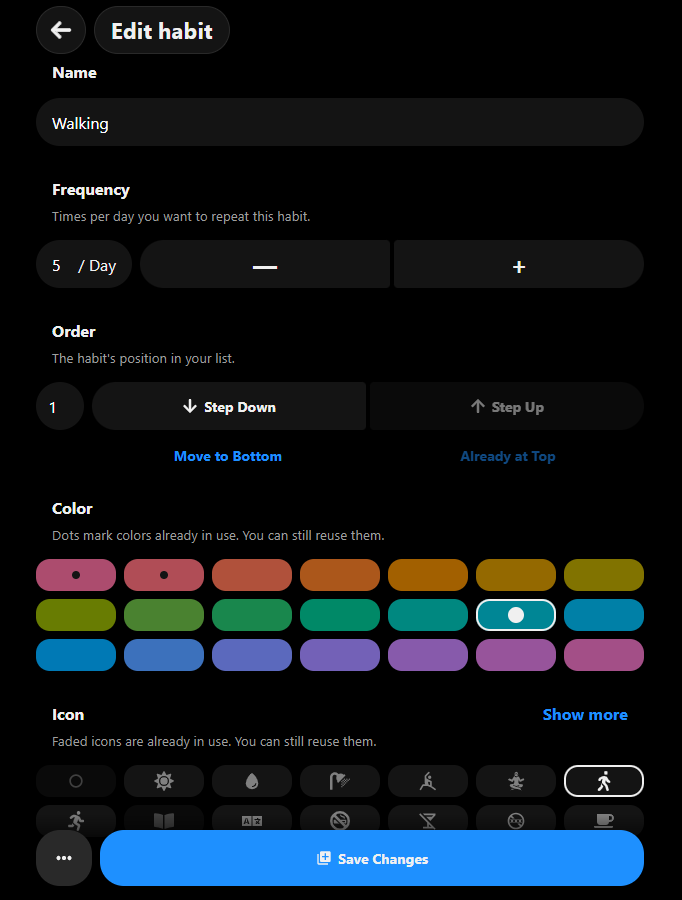 Edit habit
Name
Walking
Frequency
Times per day you want to repeat this habit.
5 / Day
Order
The habit's position in your list.
1 Step Down Step Up
Move to Bottom Already at Top
Color
Dots mark colors already in use. You can still reuse them.
Icon Show more
Faded icons are already in use. You can still reuse them.
Save Changes